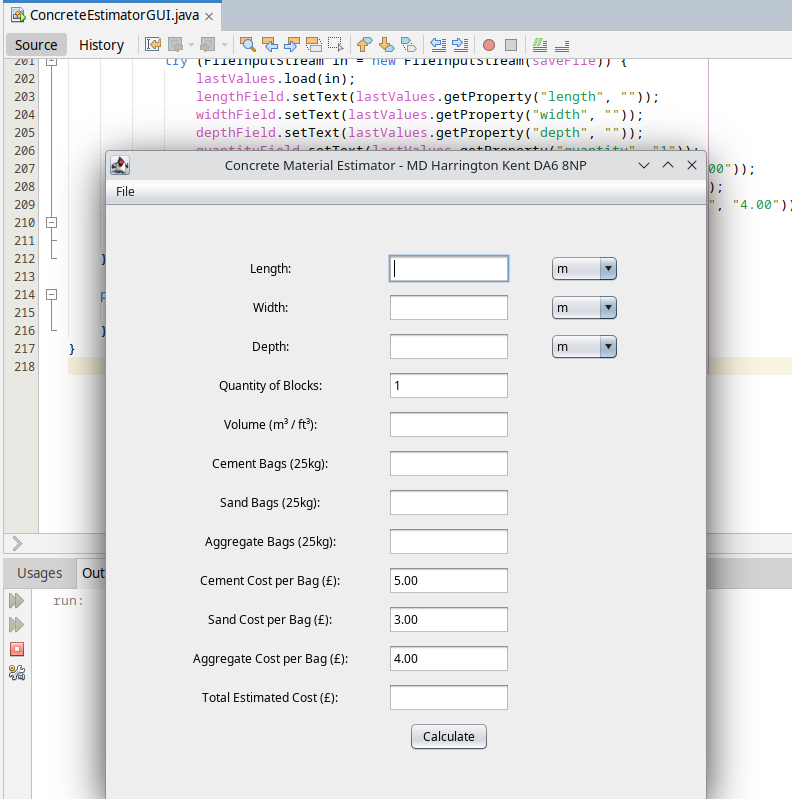 ConcreteEstimatorGUI.java
Source History
201 try (FileInputStream in = new FileInputStream(saveFile)) {
202 lastValues.load(in);
203 lengthField.setText(lastValues.getProperty("length", ""));
204 widthField.setText(lastValues.getProperty("width", ""));
205 depthField.setText(lastValues.getProperty("depth", ""));
206 quantityField.setText(lastValues.getProperty("quantity", "1"));
207 00"));
208 );
209 ", "4.00"))
210
211
212 }
213
214 p
215
216 }
217 }
218
Concrete Material Estimator - MD Harrington Kent DA6 8NP
File
Length: m
Width: m
Depth: m
Quantity of Blocks: 1
Volume (m³ / ft³):
Cement Bags (25kg):
Sand Bags (25kg):
Aggregate Bags (25kg):
Cement Cost per Bag (£): 5.00
Sand Cost per Bag (£): 3.00
Aggregate Cost per Bag (£): 4.00
Total Estimated Cost (£):
Calculate
Usages Out
run: